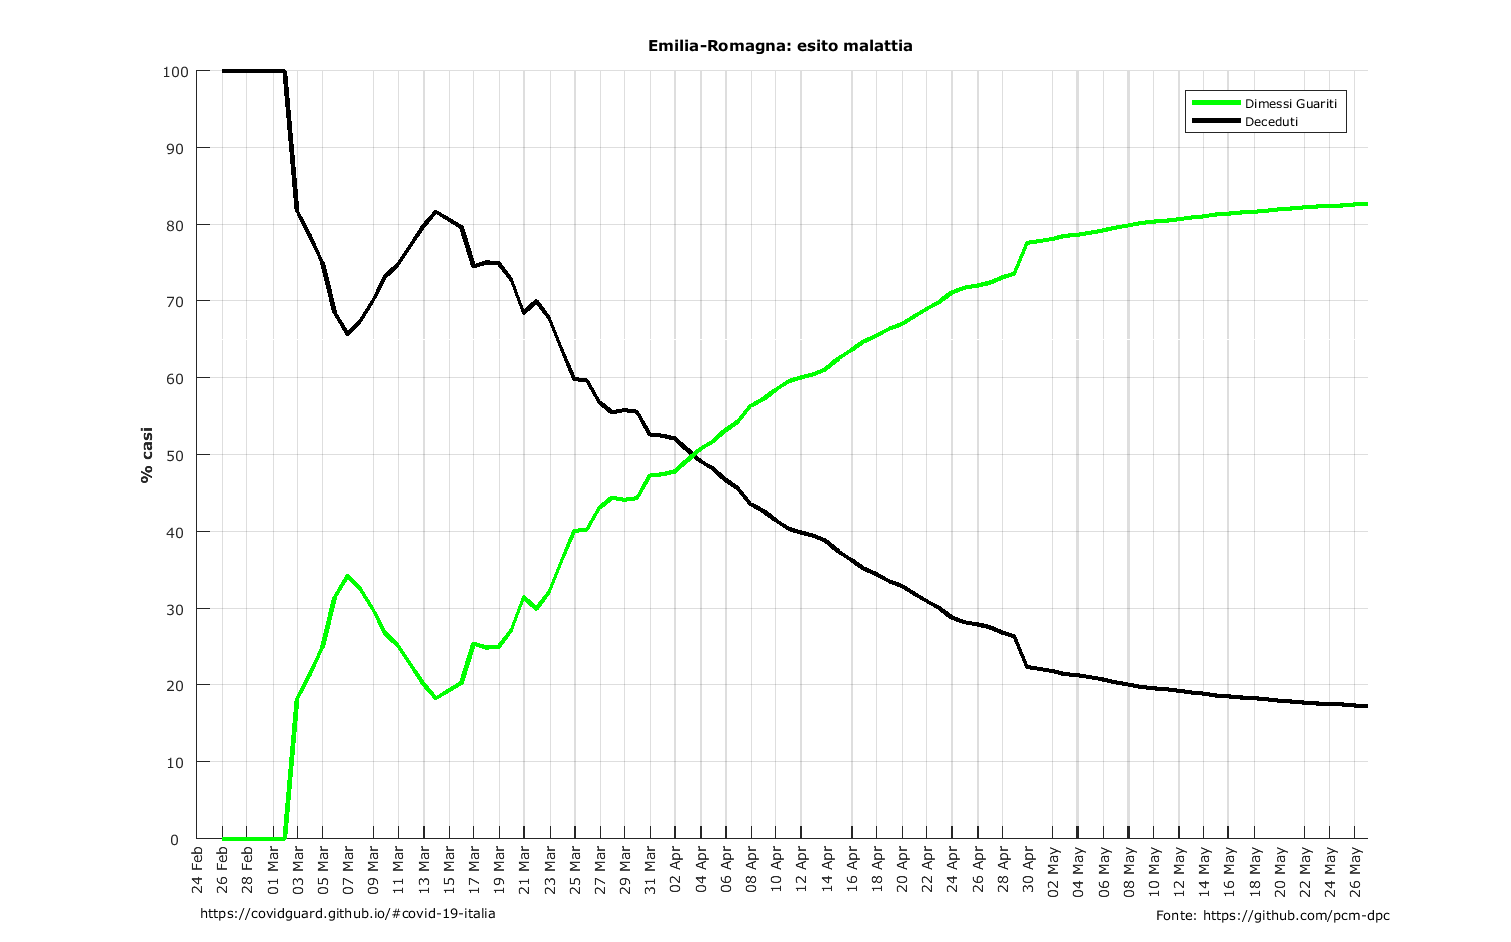 Emilia-Romagna: esito malattia
Dimessi Guariti
Deceduti
% casi
100
90
80
70
60
50
40
30
20
10
0
24 Feb
26 Feb
28 Feb
01 Mar
03 Mar
05 Mar
07 Mar
09 Mar
11 Mar
13 Mar
15 Mar
17 Mar
19 Mar
21 Mar
23 Mar
25 Mar
27 Mar
29 Mar
31 Mar
02 Apr
04 Apr
06 Apr
08 Apr
10 Apr
12 Apr
14 Apr
16 Apr
18 Apr
20 Apr
22 Apr
24 Apr
26 Apr
28 Apr
30 Apr
02 May
04 May
06 May
08 May
10 May
12 May
14 May
16 May
18 May
20 May
22 May
24 May
26 May
https://covidguard.github.io/#covid-19-italia
Fonte: https://github.com/pcm-dpc